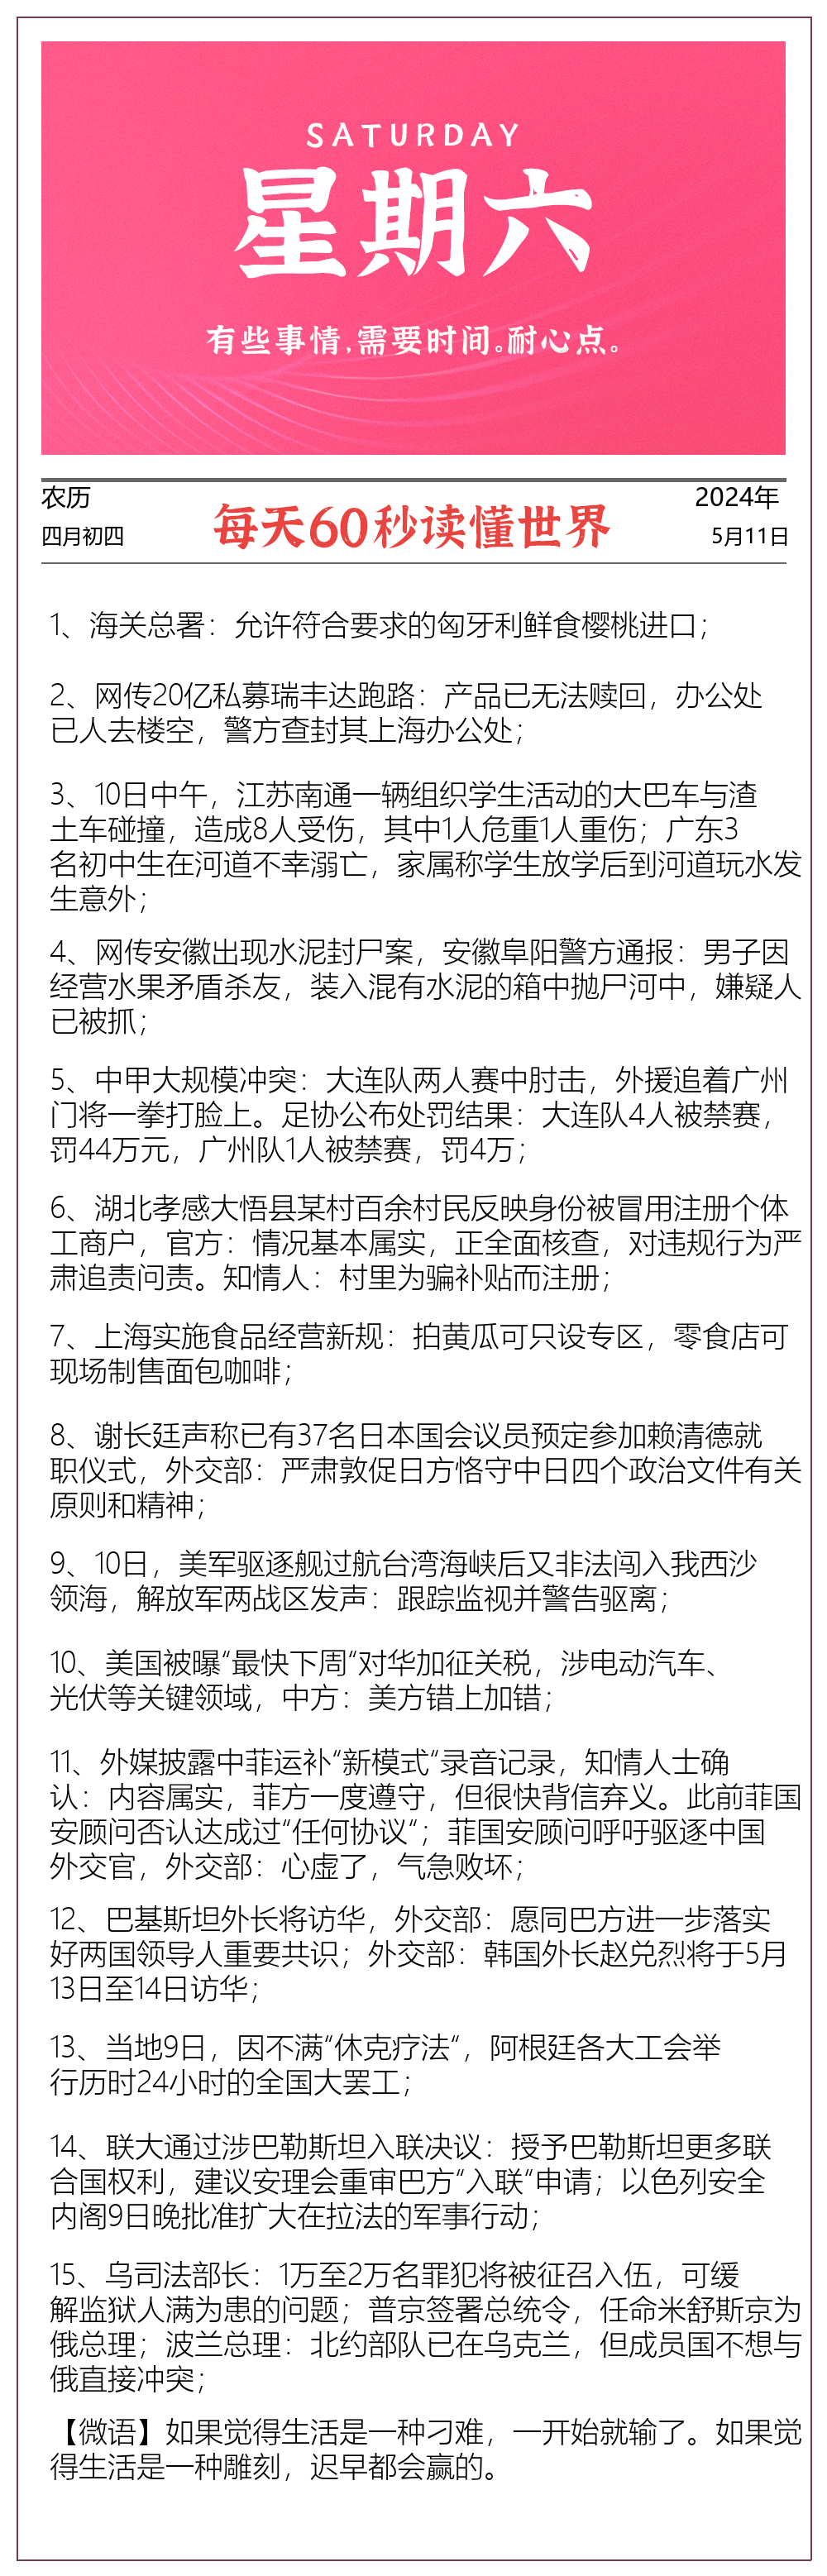 SATURDAY
星期六
有些事情,需要时间。耐心点。
农历
四月初四
每天60秒读懂世界
2024年
5月11日
1、海关总署：允许符合要求的匈牙利鲜食樱桃进口；
2、网传20亿私募瑞丰达跑路：产品已无法赎回，办公处
已人去楼空，警方查封其上海办公处；
3、10日中午，江苏南通一辆组织学生活动的大巴车与渣
土车碰撞，造成8人受伤，其中1人危重1人重伤；广东3
名初中生在河道不幸溺亡，家属称学生放学后到河道玩水发
生意外；
4、网传安徽出现水泥封尸案，安徽阜阳警方通报：男子因
经营水果矛盾杀友，装入混有水泥的箱中抛尸河中，嫌疑人
已被抓；
5、中甲大规模冲突：大连队两人赛中肘击，外援追着广州
门将一拳打脸上。足协公布处罚结果：大连队4人被禁赛，
罚44万元，广州队1人被禁赛，罚4万；
6、湖北孝感大悟县某村百余村民反映身份被冒用注册个体
工商户，官方：情况基本属实，正全面核查，对违规行为严
肃追责问责。知情人：村里为骗补贴而注册；
7、上海实施食品经营新规：拍黄瓜可只设专区，零食店可
现场制售面包咖啡；
8、谢长廷声称已有37名日本国会议员预定参加赖清德就
职仪式，外交部：严肃敦促日方恪守中日四个政治文件有关
原则和精神；
9、10日，美军驱逐舰过航台湾海峡后又非法闯入我西沙
领海，解放军两战区发声：跟踪监视并警告驱离；
10、美国被曝“最快下周“对华加征关税，涉电动汽车、
光伏等关键领域，中方：美方错上加错；
11、外媒披露中菲运补“新模式“录音记录，知情人士确
认：内容属实，菲方一度遵守，但很快背信弃义。此前菲国
安顾问否认达成过“任何协议“；菲国安顾问呼吁驱逐中国
外交官，外交部：心虚了，气急败坏；
12、巴基斯坦外长将访华，外交部：愿同巴方进一步落实
好两国领导人重要共识；外交部：韩国外长赵兑烈将于5月
13日至14日访华；
13、当地9日，因不满“休克疗法“，阿根廷各大工会举
行历时24小时的全国大罢工；
14、联大通过涉巴勒斯坦入联决议：授予巴勒斯坦更多联
合国权利，建议安理会重审巴方“入联“申请；以色列安全
内阁9日晚批准扩大在拉法的军事行动；
15、乌司法部长：1万至2万名罪犯将被征召入伍，可缓
解监狱人满为患的问题；普京签署总统令，任命米舒斯京为
俄总理；波兰总理：北约部队已在乌克兰，但成员国不想与
俄直接冲突；
【微语】如果觉得生活是一种刁难，一开始就输了。如果觉
得生活是一种雕刻，迟早都会赢的。